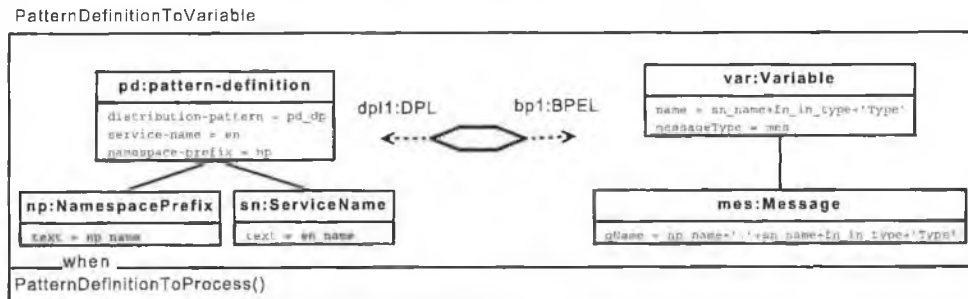 PatternDefinitionToVariable
pd:pattern-definition
distribution-pattern = pd_dp
service-name = sn
namespace-prefix = np
dpl1:DPL
bp1:BPEL
var:Variable
name = sn_name+fn_in_type+'Type'
messageType = mes
np:NamespacePrefix
text = np_name
sn:ServiceName
text = sn_name
mes:Message
qName = np_name+':'+sn_name+fn_in_type+'Type'
when
PatternDefinitionToProcess()